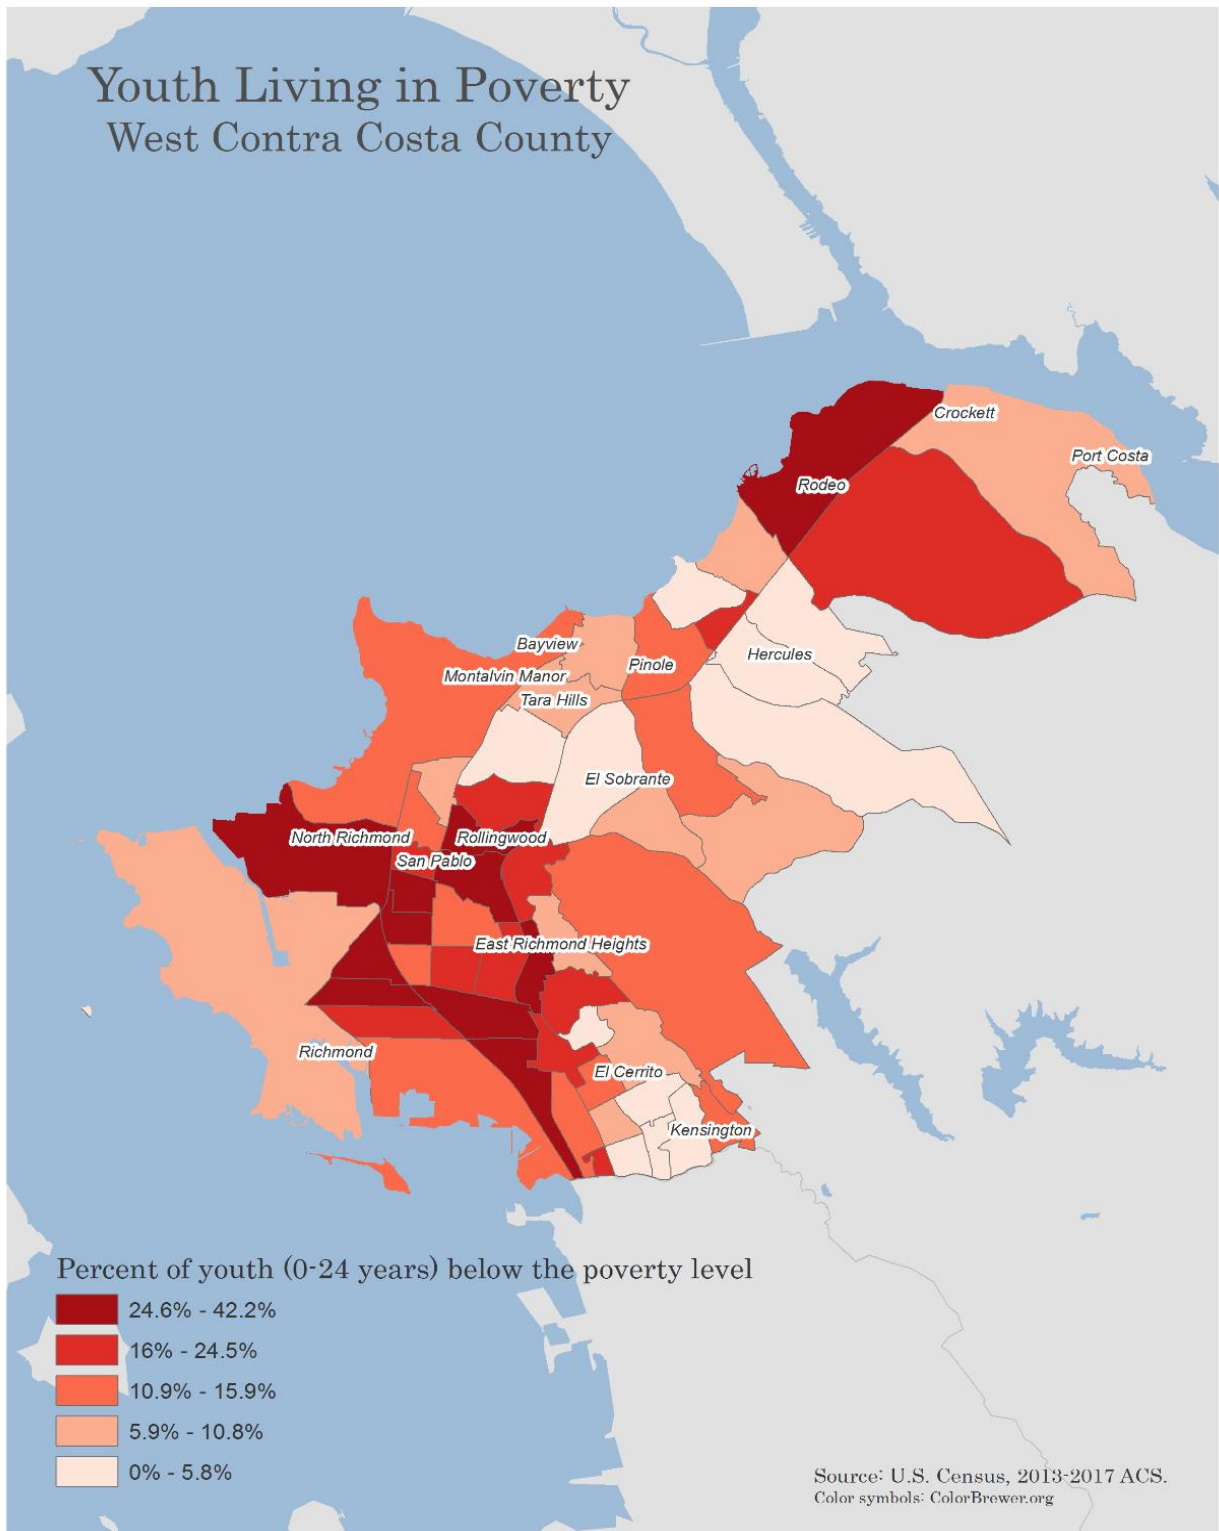 Youth Living in Poverty
West Contra Costa County
Crockett
Port Costa
Rodeo
Bayview
Montalvin Manor
Tara Hills
Pinole
Hercules
El Sobrante
North Richmond
Rollingwood
San Pablo
East Richmond Heights
Richmond
El Cerrito
Kensington
Percent of youth (0-24 years) below the poverty level
24.6% - 42.2%
16% - 24.5%
10.9% - 15.9%
5.9% - 10.8%
0% - 5.8%
Source: U.S. Census, 2013-2017 ACS.
Color symbols: ColorBrewer.org